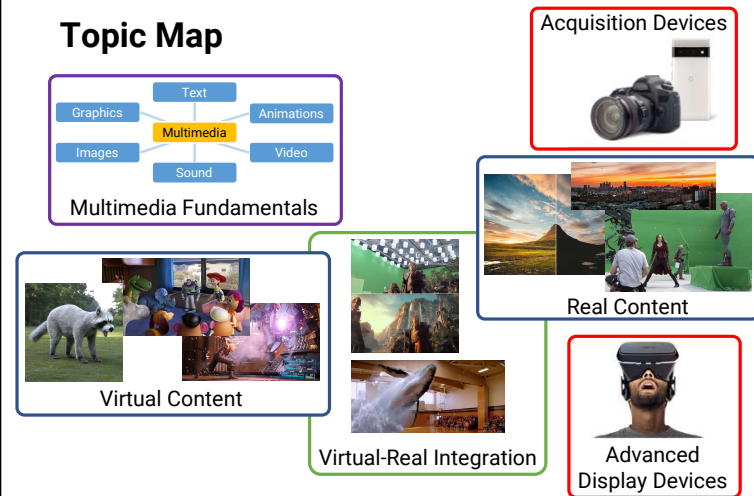 Topic Map
Acquisition Devices
Text
Graphics
Animations
Multimedia
Images
Video
Sound
Multimedia Fundamentals
Real Content
Virtual Content
Virtual-Real Integration
Advanced
Display Devices